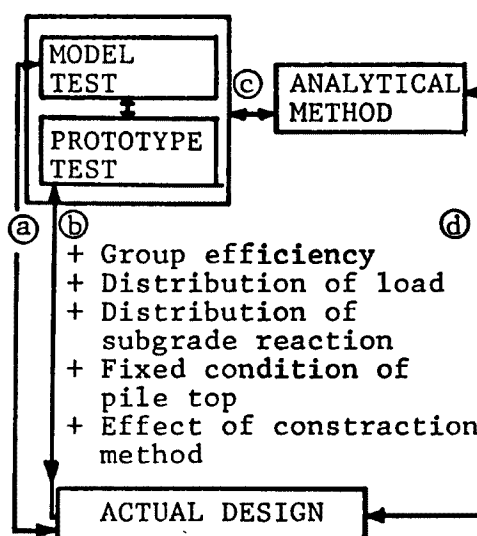 MODEL
TEST
ⓒ
ANALYTICAL
METHOD
PROTOTYPE
TEST
ⓐ
ⓑ
ⓓ
+ Group efficiency
+ Distribution of load
+ Distribution of
subgrade reaction
+ Fixed condition of
pile top
+ Effect of constraction
method
ACTUAL DESIGN